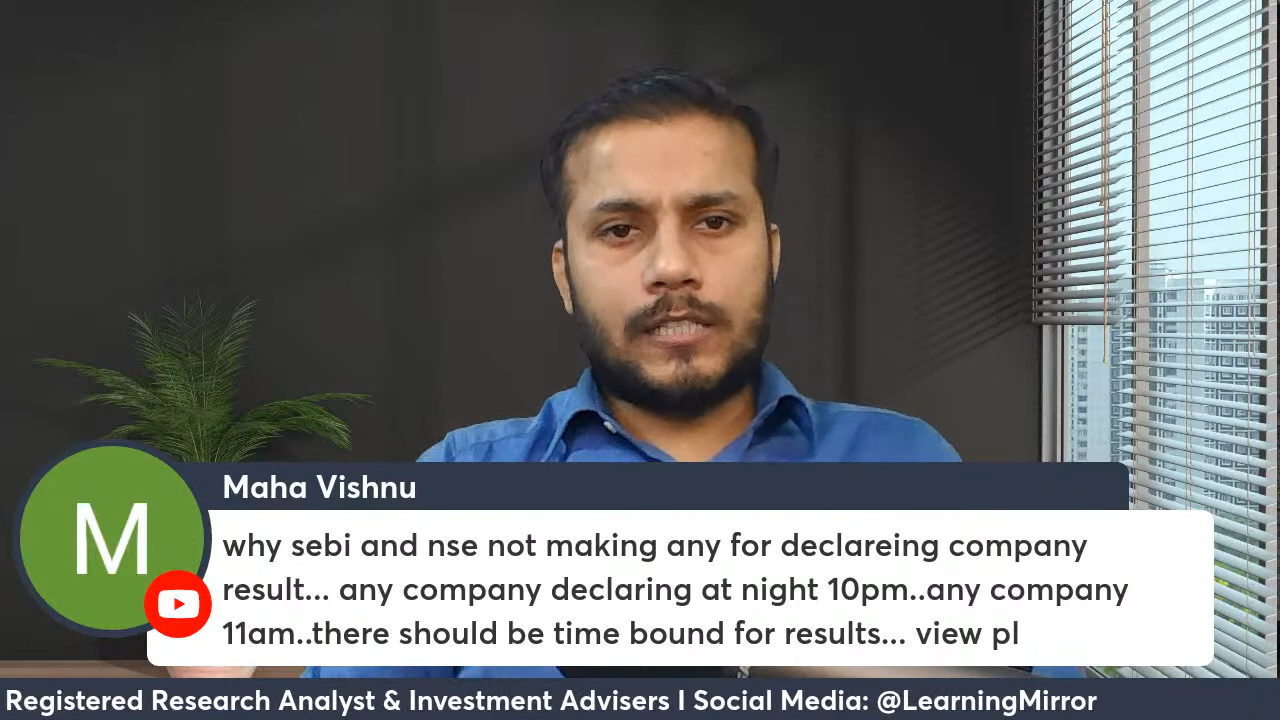 M
Maha Vishnu
why sebi and nse not making any for declareing company
result... any company declaring at night 10pm..any company
11am..there should be time bound for results... view pl
Registered Research Analyst & Investment Advisers I Social Media: @LearningMirror